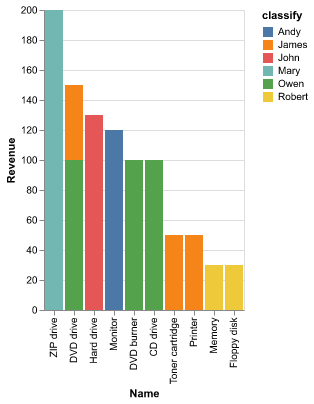 200
180
160
140
120
100
80
60
40
20
0
Revenue
ZIP drive
DVD drive
Hard drive
Monitor
DVD burner
CD drive
Toner cartridge
Printer
Memory
Floppy disk
Name
classify
Andy
James
John
Mary
Owen
Robert